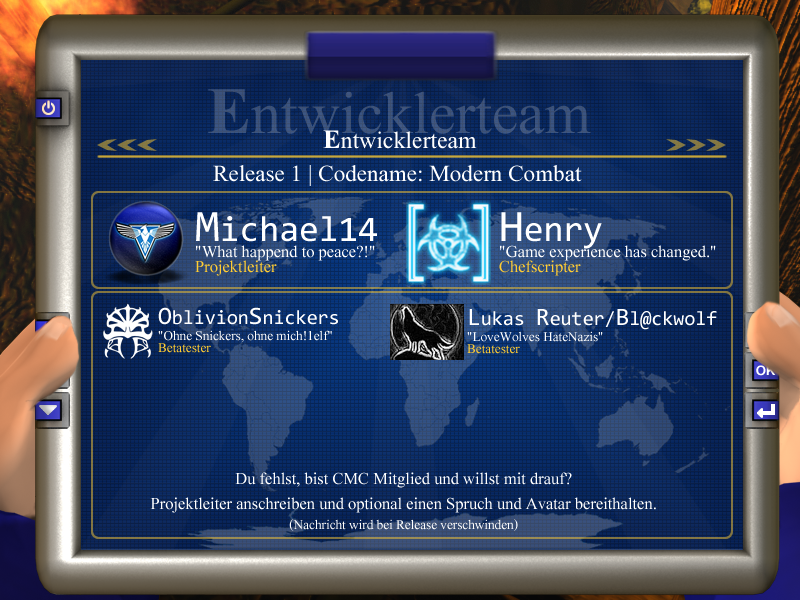 Entwicklerteam
Entwicklerteam
Release 1 | Codename: Modern Combat
Michael14
"What happend to peace?!"
Projektleiter
Henry
"Game experience has changed."
Chefscripter
OblivionSnickers
"Ohne Snickers, ohne mich!1elf"
Betatester
Lukas Reuter/Bl@ckwolf
"LoveWolves HateNazis"
Betatester
OK
Du fehlst, bist CMC Mitglied und willst mit drauf?
Projektleiter anschreiben und optional einen Spruch und Avatar bereithalten.
(Nachricht wird bei Release verschwinden)